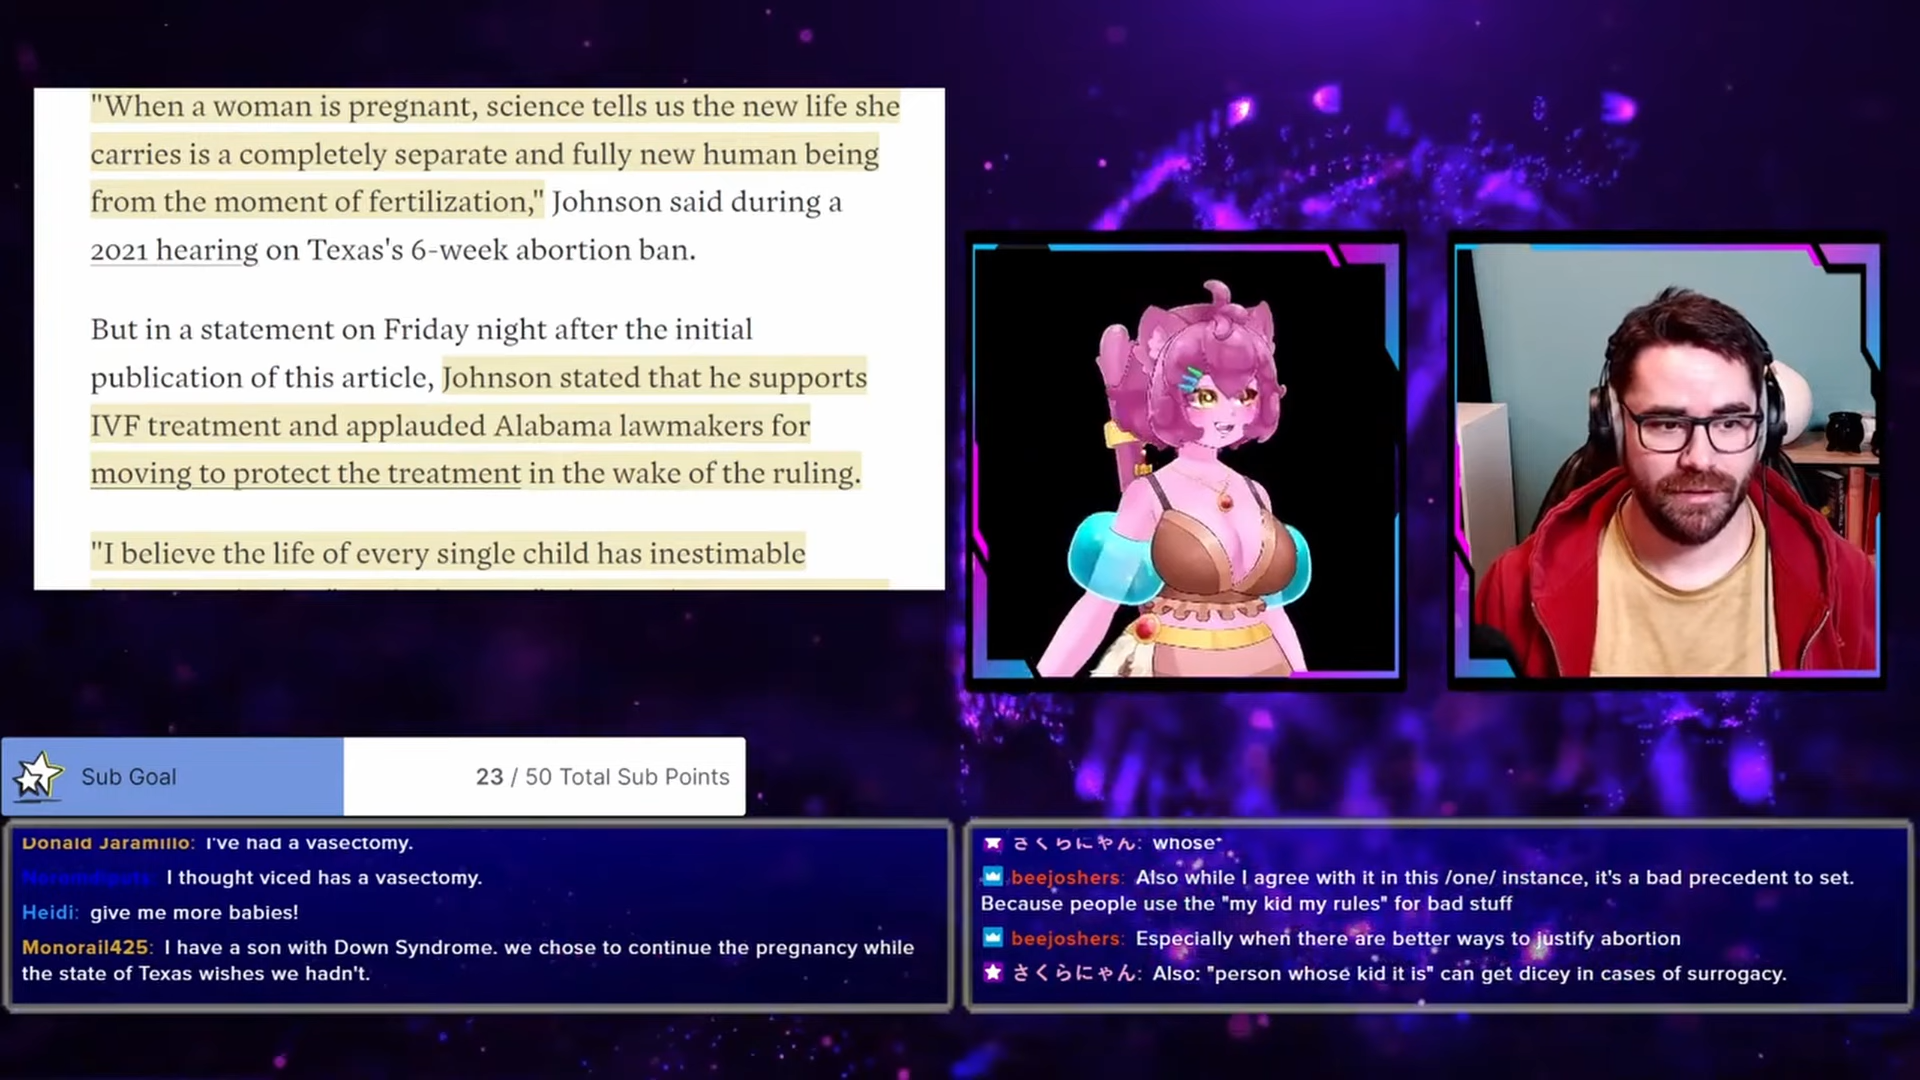 "When a woman is pregnant, science tells us the new life she
carries is a completely separate and fully new human being
from the moment of fertilization," Johnson said during a
2021 hearing on Texas's 6-week abortion ban.
But in a statement on Friday night after the initial
publication of this article, Johnson stated that he supports
IVF treatment and applauded Alabama lawmakers for
moving to protect the treatment in the wake of the ruling.
"I believe the life of every single child has inestimable
Sub Goal
23 / 50 Total Sub Points
Donald Jaramillo: I've had a vasectomy.
I thought viced has a vasectomy.
Heidi: give me more babies!
Monorail425: I have a son with Down Syndrome. we chose to continue the pregnancy while
the state of Texas wishes we hadn't.
さくらにゃん: whose*
beejoshers: Also while I agree with it in this /one/ instance, it's a bad precedent to set.
Because people use the "my kid my rules" for bad stuff
beejoshers: Especially when there are better ways to justify abortion
さくらにゃん: Also: "person whose kid it is" can get dicey in cases of surrogacy.